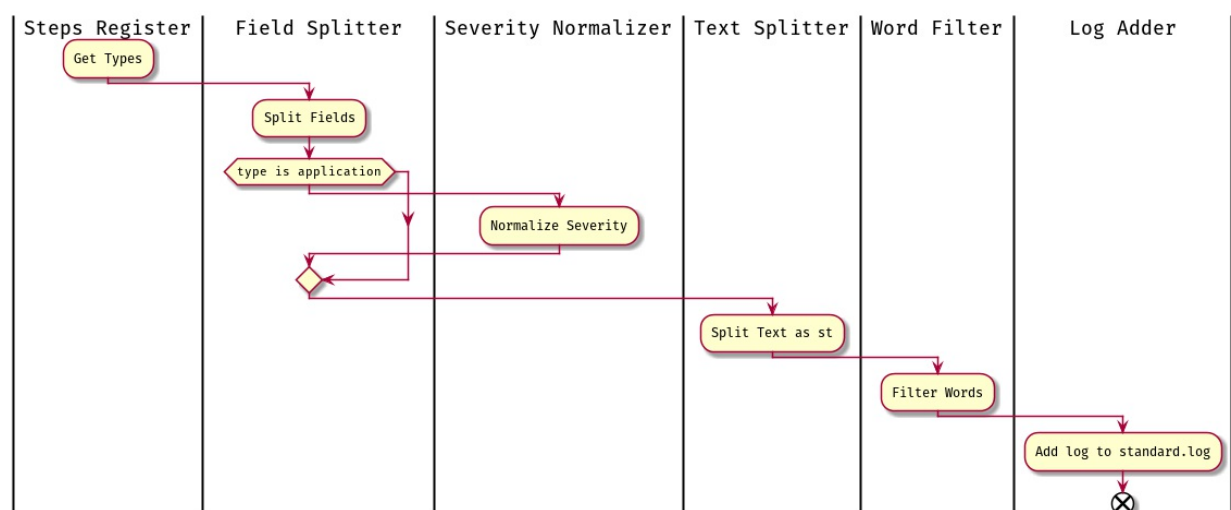 Steps Register Field Splitter Severity Normalizer Text Splitter Word Filter Log Adder
Get Types
Split Fields
type is application
Normalize Severity
Split Text as st
Filter Words
Add log to standard.log